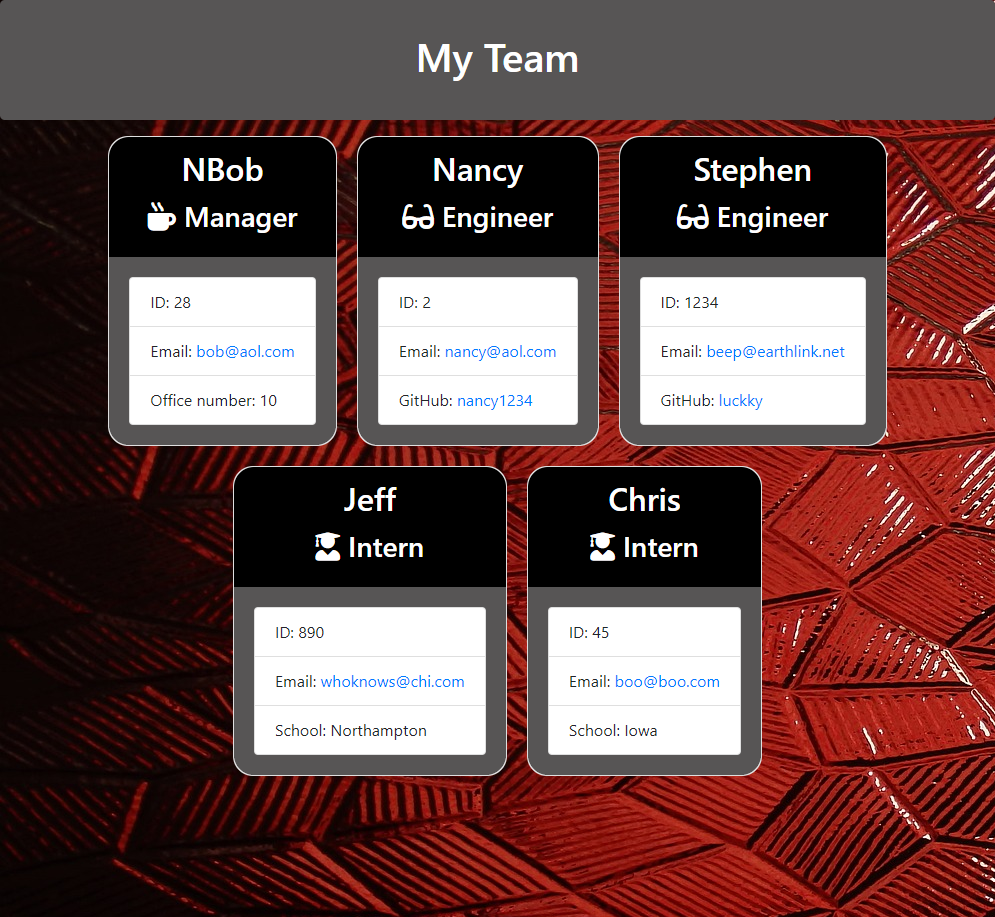 My Team
NBob
Manager
ID: 28
Email: bob@aol.com
Office number: 10
Nancy
Engineer
ID: 2
Email: nancy@aol.com
GitHub: nancy1234
Stephen
Engineer
ID: 1234
Email: beep@earthlink.net
GitHub: luckky
Jeff
Intern
ID: 890
Email: whoknows@chi.com
School: Northampton
Chris
Intern
ID: 45
Email: boo@boo.com
School: Iowa